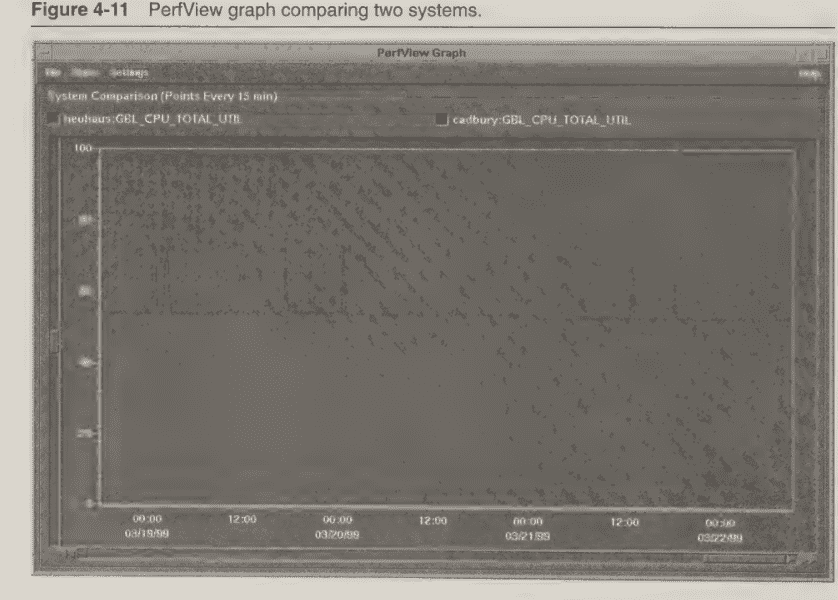 Figure 4-11 PerfView graph comparing two systems.
PerfView Graph
Settings
System Comparison (Points Every 15 min)
neuhaus:GBL_CPU_TOTAL_UTIL cadbury:GBL_CPU_TOTAL_UTIL
100
00:00 12:00 00:00 12:00 00:00 12:00 00:00
03/19/99 03/20/99 03/21/99 03/22/99